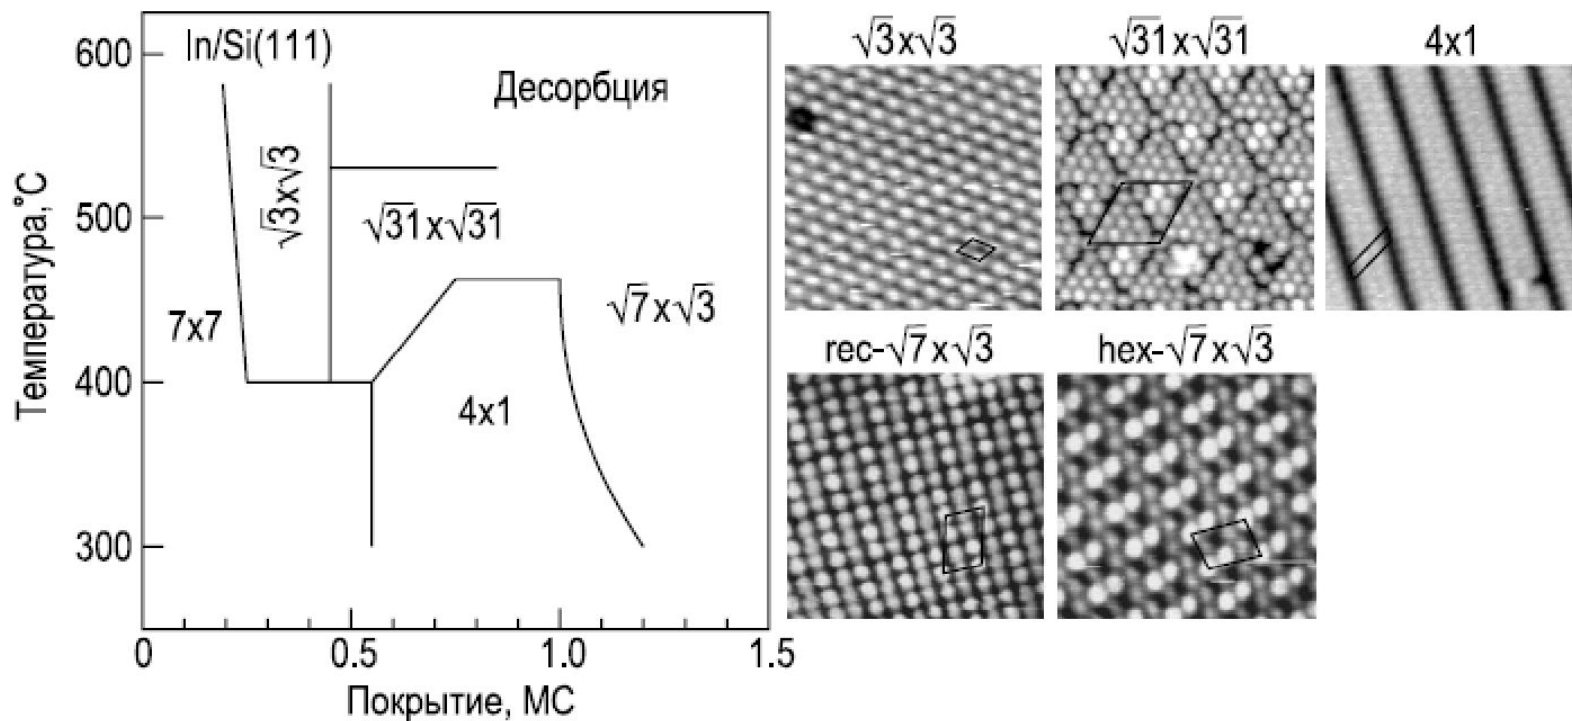 In/Si(111)
Десорбция
600
500
400
300
Температура,°C
√3x√3
√31x√31
7x7
√7x√3
4x1
0
0.5
1.0
1.5
Покрытие, МС
√3x√3
√31x√31
4x1
rec-√7x√3
hex-√7x√3